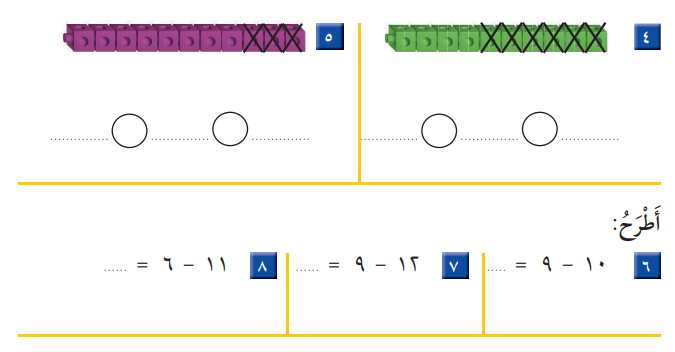 ٤ ٥
.............. ◯ .............. ◯ .............. .............. ◯ .............. ◯ ..............
أَطْرَحُ:
٦ ١٠ − ٩ = ...... ٧ ١٢ − ٩ = ...... ٨ ١١ − ٦ = ......